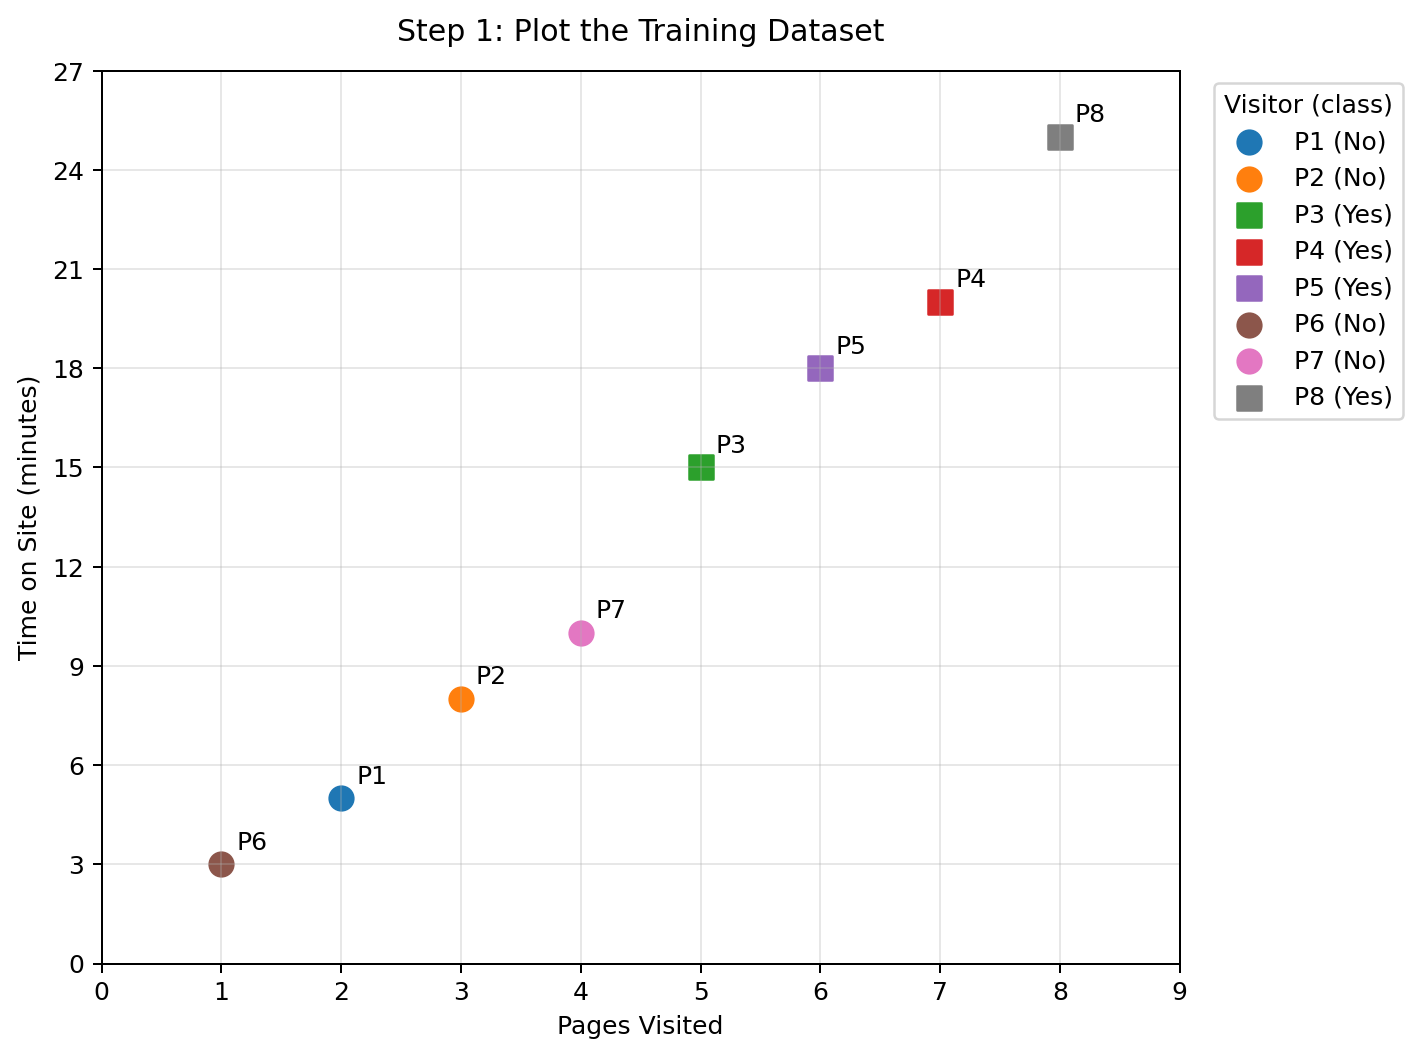 Step 1: Plot the Training Dataset
27
24
21
18
15
12
9
6
3
0
Time on Site (minutes)
P8
P4
P5
P3
P7
P2
P1
P6
0 1 2 3 4 5 6 7 8 9
Pages Visited
Visitor (class)
P1 (No)
P2 (No)
P3 (Yes)
P4 (Yes)
P5 (Yes)
P6 (No)
P7 (No)
P8 (Yes)